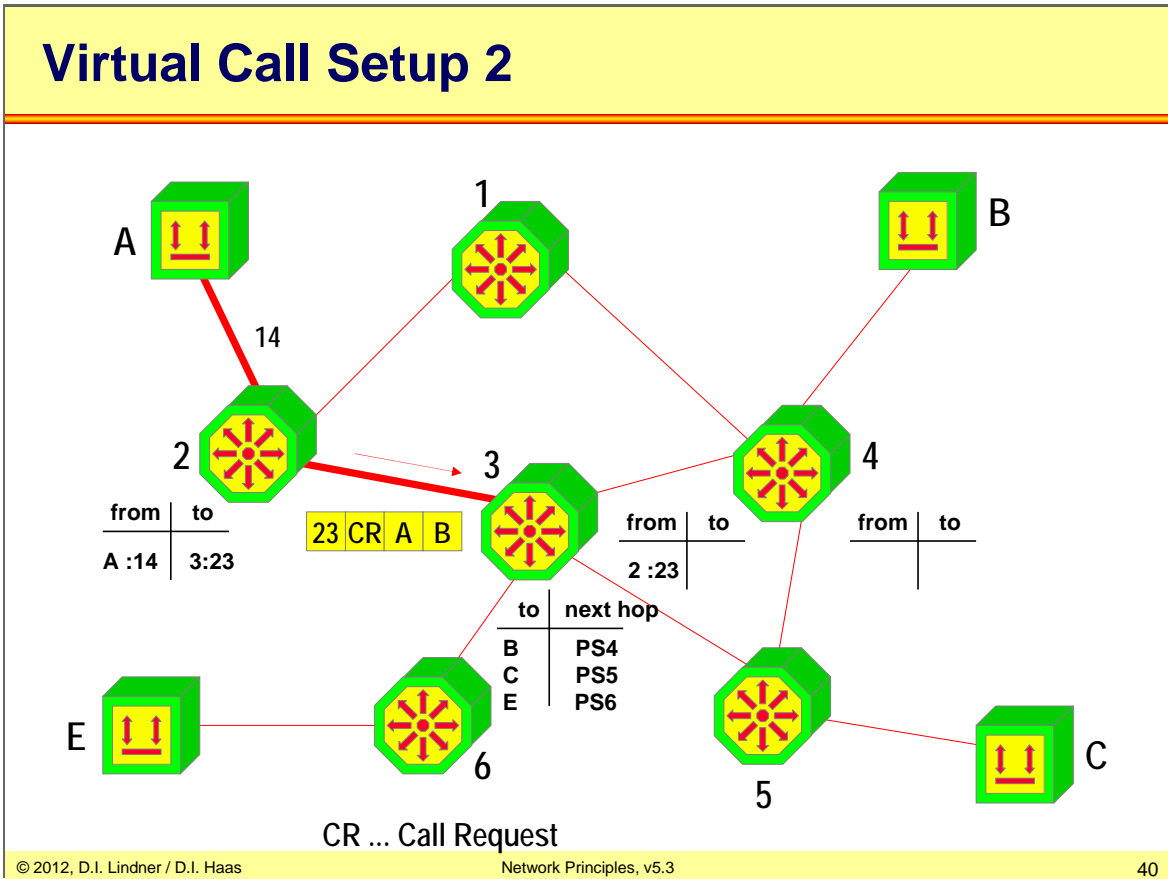 Virtual Call Setup 2
1
A
B
14
2
3
4
from to
A :14 3:23
23 CR A B
from to
2 :23
from to
to next hop
B PS4
C PS5
E PS6
E
6
5
C
CR ... Call Request
© 2012, D.I. Lindner / D.I. Haas Network Principles, v5.3 40